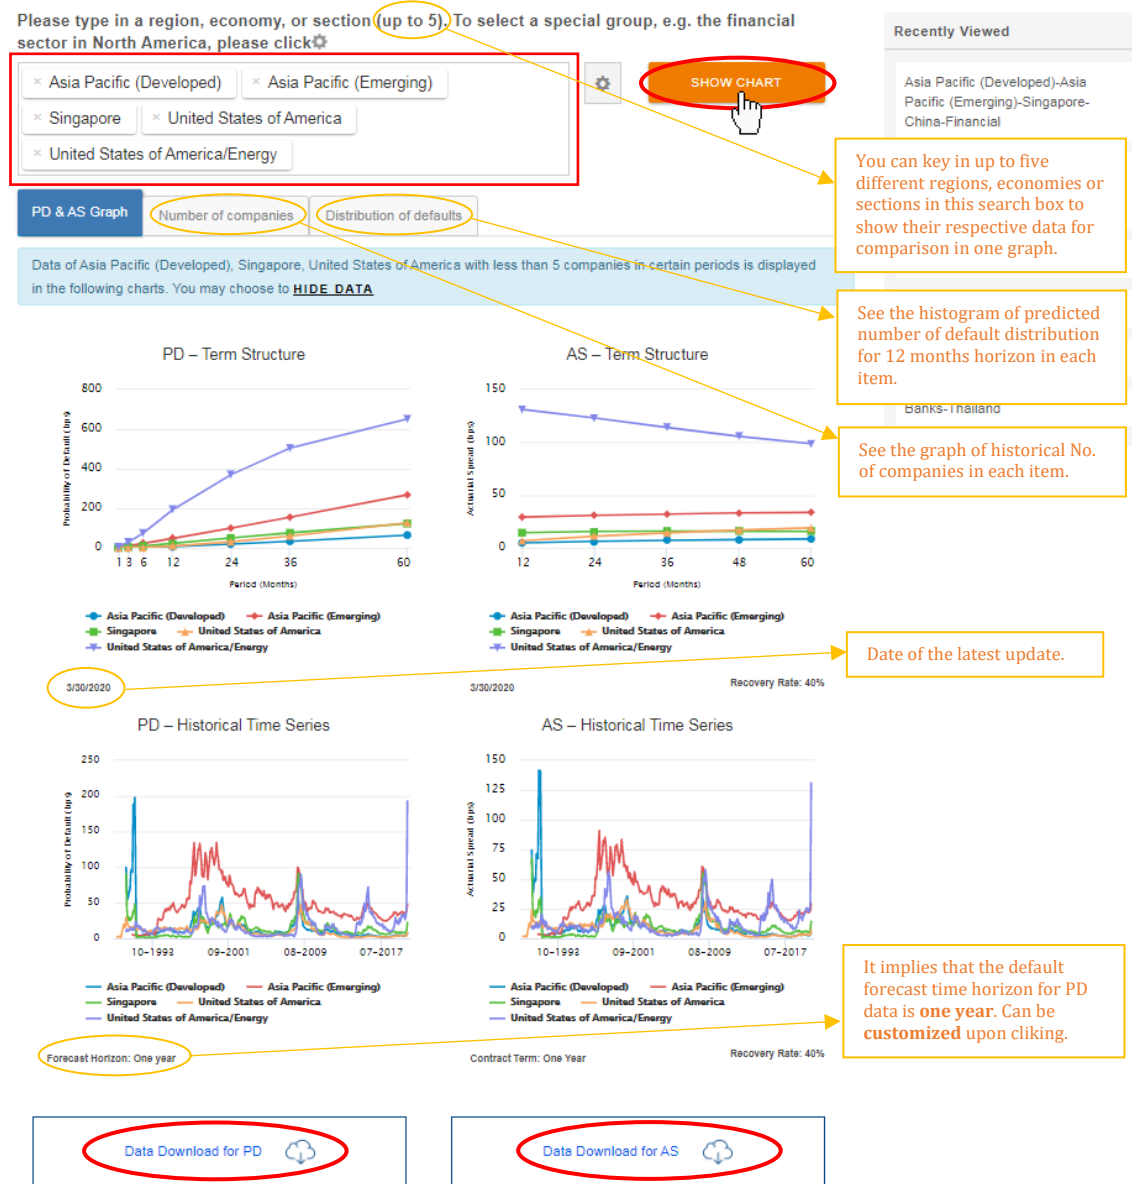 Please type in a region, economy, or section (up to 5). To select a special group, e.g. the financial
sector in North America, please click
× Asia Pacific (Developed) × Asia Pacific (Emerging)
× Singapore × United States of America
× United States of America/Energy
SHOW CHART
Recently Viewed
Asia Pacific (Developed)-Asia
Pacific (Emerging)-Singapore-
China-Financial
You can key in up to five
different regions, economies or
sections in this search box to
show their respective data for
comparison in one graph.
PD & AS Graph
Number of companies
Distribution of defaults
Data of Asia Pacific (Developed), Singapore, United States of America with less than 5 companies in certain periods is displayed
in the following charts. You may choose to HIDE DATA
See the histogram of predicted
number of default distribution
for 12 months horizon in each
item.
Banks-Thailand
See the graph of historical No.
of companies in each item.
PD – Term Structure
Probability of Default (bps)
800
600
400
200
0
1 3 6 12 24 36 60
Period (Months)
Asia Pacific (Developed) Asia Pacific (Emerging)
Singapore United States of America
United States of America/Energy
3/30/2020
AS – Term Structure
Actuarial Spread (bps)
150
100
50
0
12 24 36 48 60
Period (Months)
Asia Pacific (Developed) Asia Pacific (Emerging)
Singapore United States of America
United States of America/Energy
3/30/2020
Recovery Rate: 40%
Date of the latest update.
PD – Historical Time Series
Probability of Default (bps)
250
200
150
100
50
0
10-1993 09-2001 08-2009 07-2017
Asia Pacific (Developed) Asia Pacific (Emerging)
Singapore United States of America
United States of America/Energy
Forecast Horizon: One year
AS – Historical Time Series
Actuarial Spread (bps)
150
125
100
75
50
25
0
10-1993 09-2001 08-2009 07-2017
Asia Pacific (Developed) Asia Pacific (Emerging)
Singapore United States of America
United States of America/Energy
Contract Term: One Year
Recovery Rate: 40%
It implies that the default
forecast time horizon for PD
data is one year. Can be
customized upon cliking.
Data Download for PD
Data Download for AS